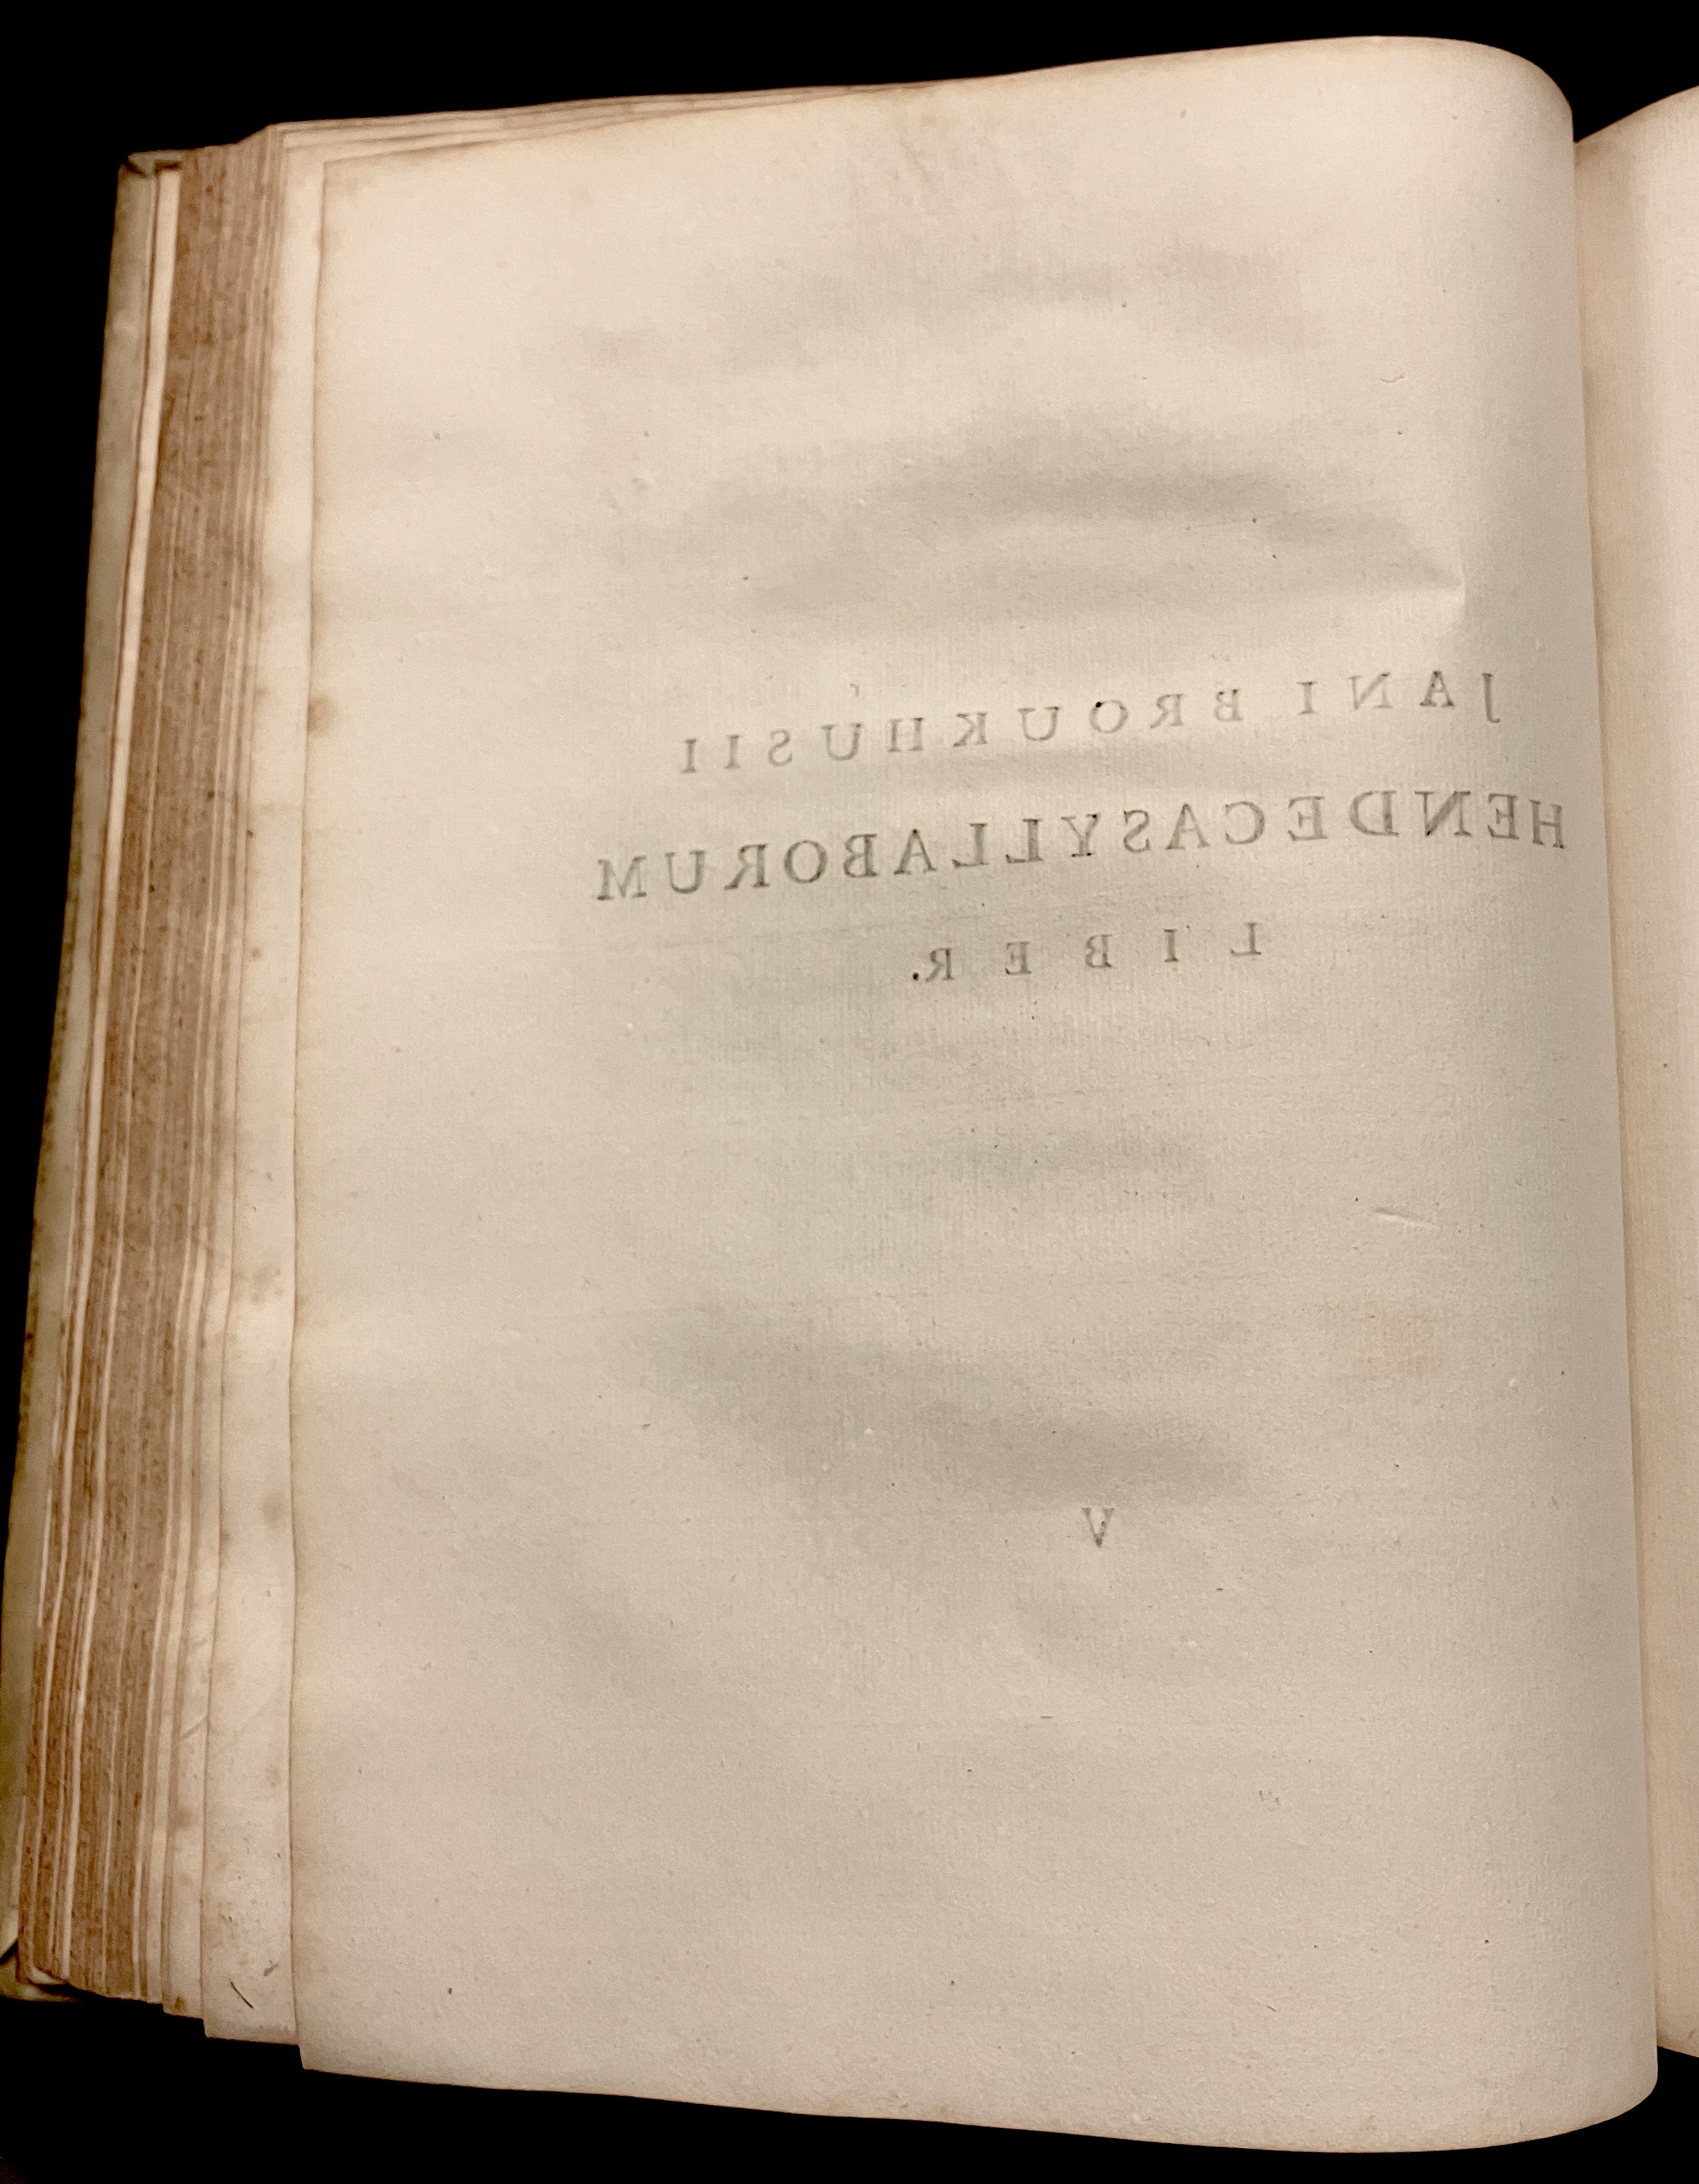 JANI BROUKHUSII
HENDECASYLLABORUM
LIBER.
V